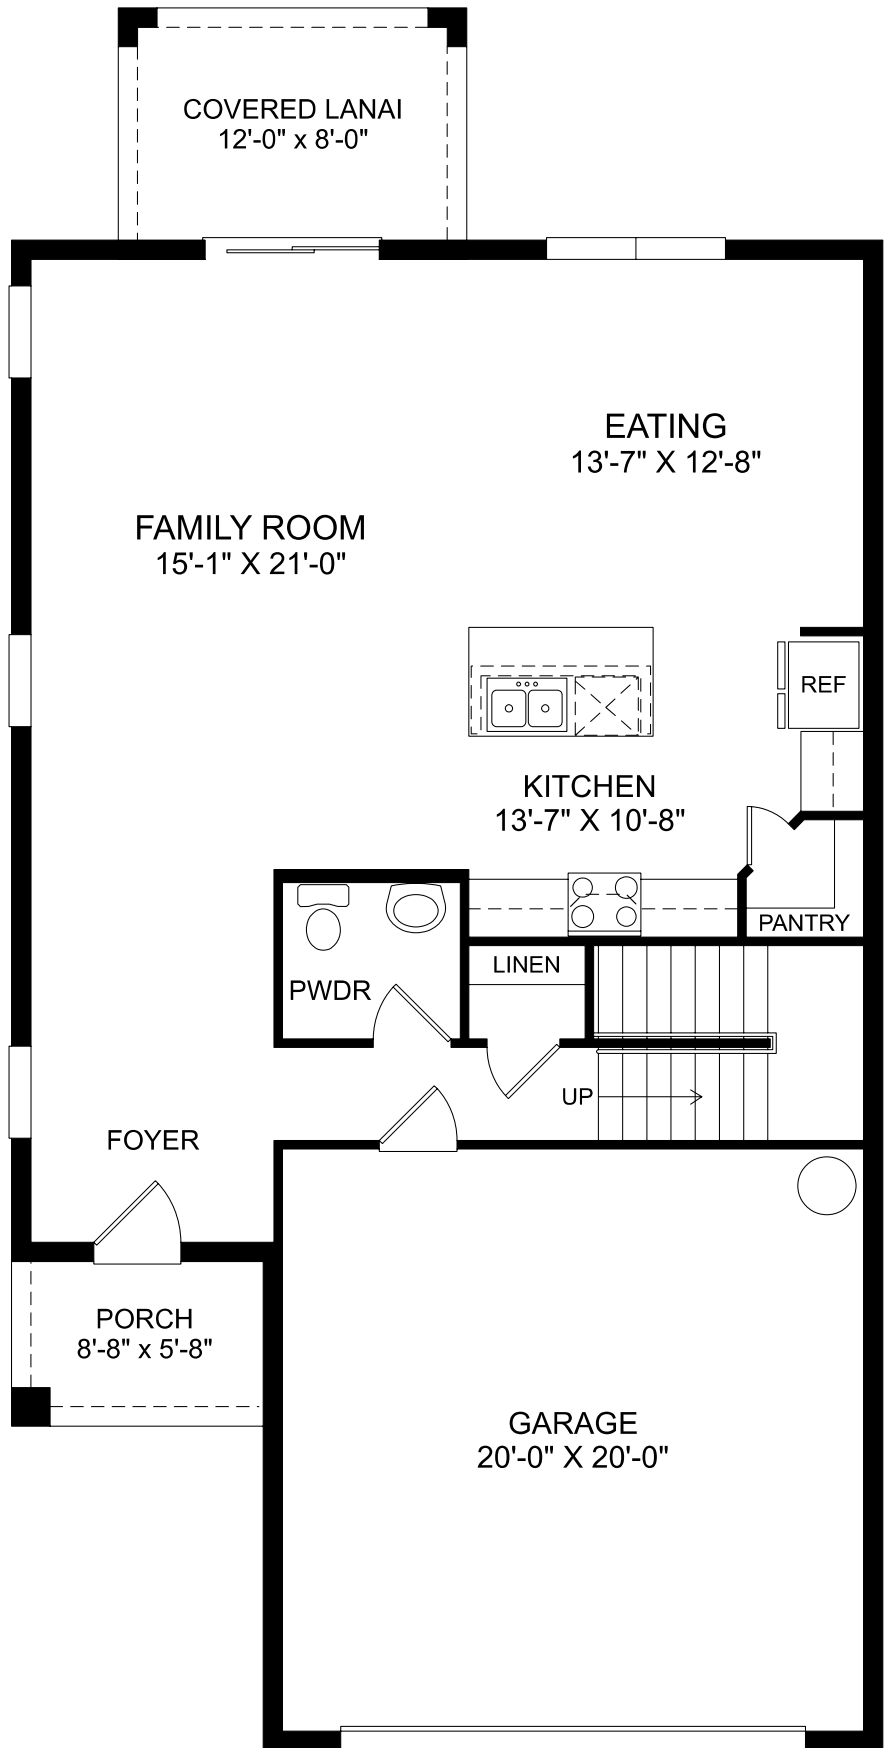 COVERED LANAI
12'-0" x 8'-0"
EATING
13'-7" X 12'-8"
FAMILY ROOM
15'-1" X 21'-0"
REF
KITCHEN
13'-7" X 10'-8"
PANTRY
LINEN
PWDR
UP
FOYER
PORCH
8'-8" x 5'-8"
GARAGE
20'-0" X 20'-0"